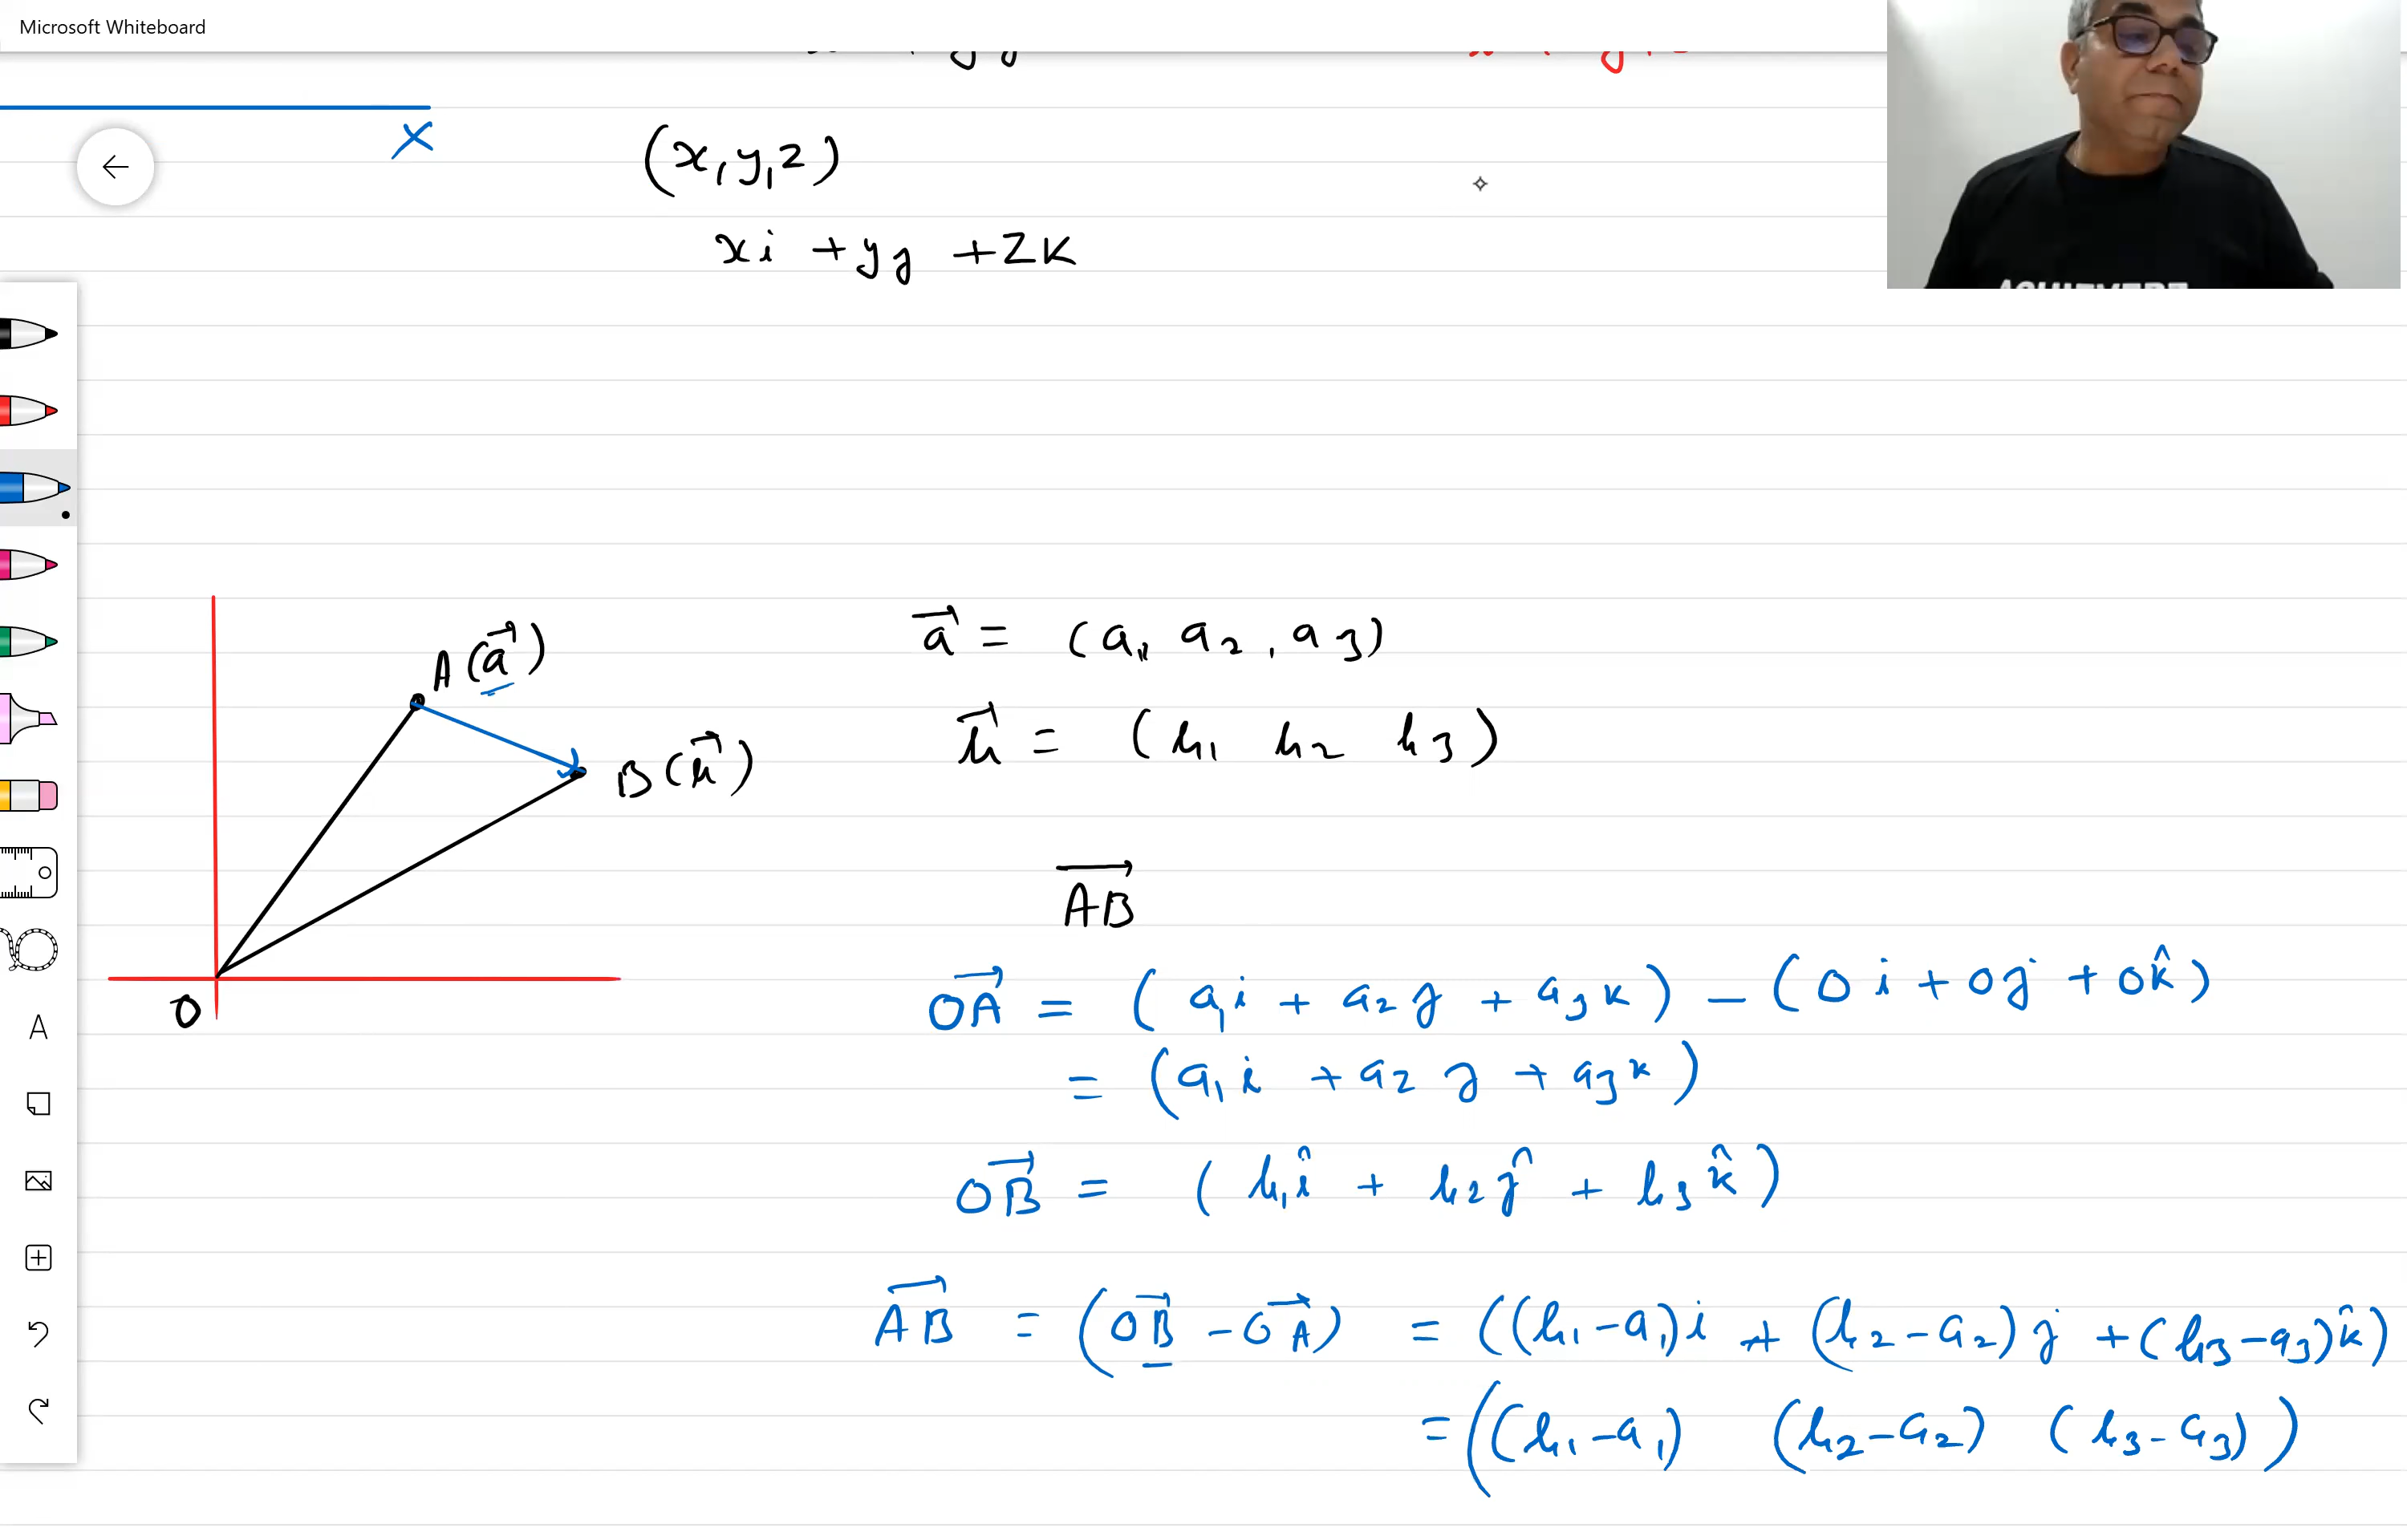 Microsoft Whiteboard
X
(x, y, z)
xi + yj + zk
A(a⃗)
B(b⃗)
O
a⃗ = (a₁, a₂, a₃)
b⃗ = (b₁ b₂ b₃)
AB⃗
OA⃗ = (a₁i + a₂j + a₃k) – (0i + 0j + 0k̂)
= (a₁i + a₂j + a₃k)
OB⃗ = (b₁î + b₂ĵ + b₃k̂)
AB⃗ = (OB⃗ – OA⃗) = ((b₁–a₁)i + (b₂–a₂)j + (b₃–a₃)k̂)
= ((b₁–a₁) (b₂–a₂) (b₃–a₃))
A